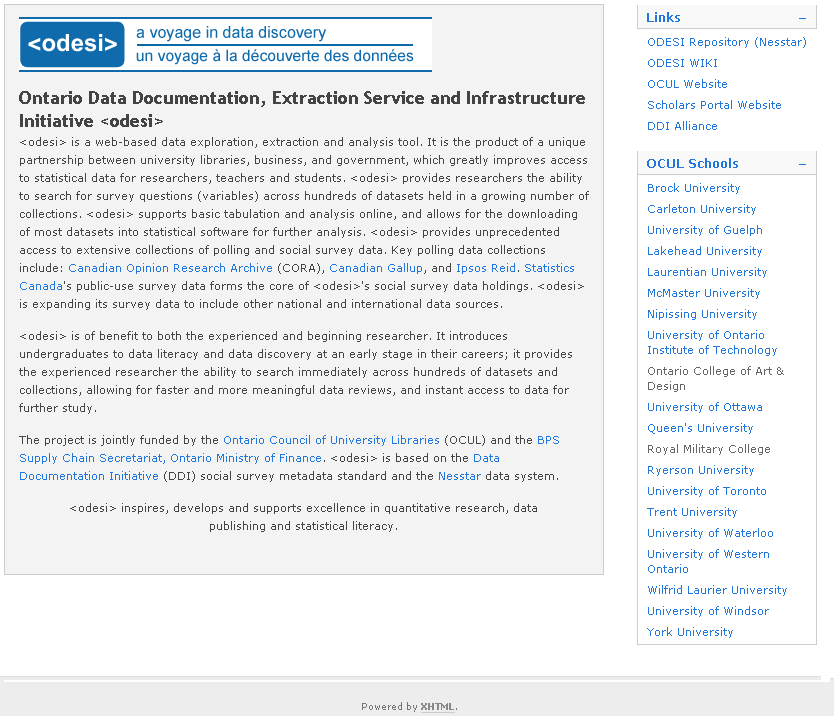 <odesi>
a voyage in data discovery
un voyage à la découverte des données
Ontario Data Documentation, Extraction Service and Infrastructure
Initiative <odesi>
<odesi> is a web-based data exploration, extraction and analysis tool. It is the product of a unique
partnership between university libraries, business, and government, which greatly improves access
to statistical data for researchers, teachers and students. <odesi> provides researchers the ability
to search for survey questions (variables) across hundreds of datasets held in a growing number of
collections. <odesi> supports basic tabulation and analysis online, and allows for the downloading
of most datasets into statistical software for further analysis. <odesi> provides unprecedented
access to extensive collections of polling and social survey data. Key polling data collections
include: Canadian Opinion Research Archive (CORA), Canadian Gallup, and Ipsos Reid. Statistics
Canada's public-use survey data forms the core of <odesi>'s social survey data holdings. <odesi>
is expanding its survey data to include other national and international data sources.
<odesi> is of benefit to both the experienced and beginning researcher. It introduces
undergraduates to data literacy and data discovery at an early stage in their careers; it provides
the experienced researcher the ability to search immediately across hundreds of datasets and
collections, allowing for faster and more meaningful data reviews, and instant access to data for
further study.
The project is jointly funded by the Ontario Council of University Libraries (OCUL) and the BPS
Supply Chain Secretariat, Ontario Ministry of Finance. <odesi> is based on the Data
Documentation Initiative (DDI) social survey metadata standard and the Nesstar data system.
<odesi> inspires, develops and supports excellence in quantitative research, data
publishing and statistical literacy.
Links –
ODESI Repository (Nesstar)
ODESI WIKI
OCUL Website
Scholars Portal Website
DDI Alliance
OCUL Schools –
Brock University
Carleton University
University of Guelph
Lakehead University
Laurentian University
McMaster University
Nipissing University
University of Ontario
Institute of Technology
Ontario College of Art &
Design
University of Ottawa
Queen's University
Royal Military College
Ryerson University
University of Toronto
Trent University
University of Waterloo
University of Western
Ontario
Wilfrid Laurier University
University of Windsor
York University
Powered by XHTML.